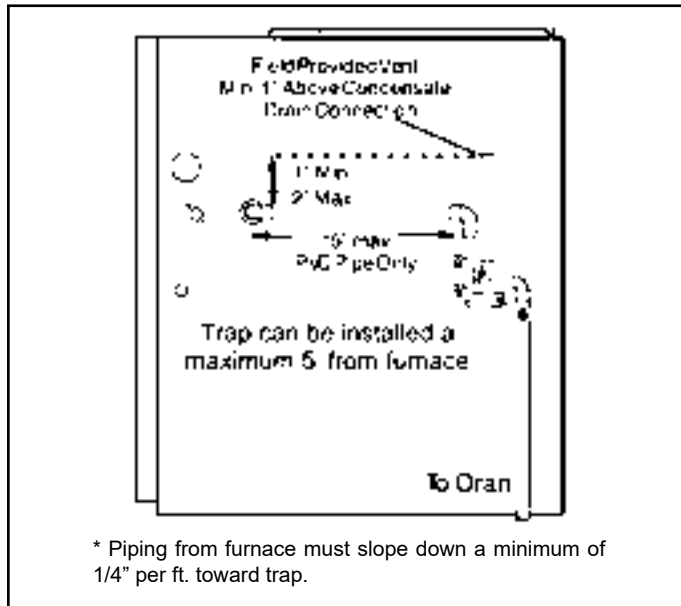 Field Provided Vent
Min. 1" Above Condensate
Drain Connection
1" Min
2" Max
max
PVC Pipe Only
Trap can be installed a
maximum 5' from furnace
To Drain
* Piping from furnace must slope down a minimum of
1/4” per ft. toward trap.